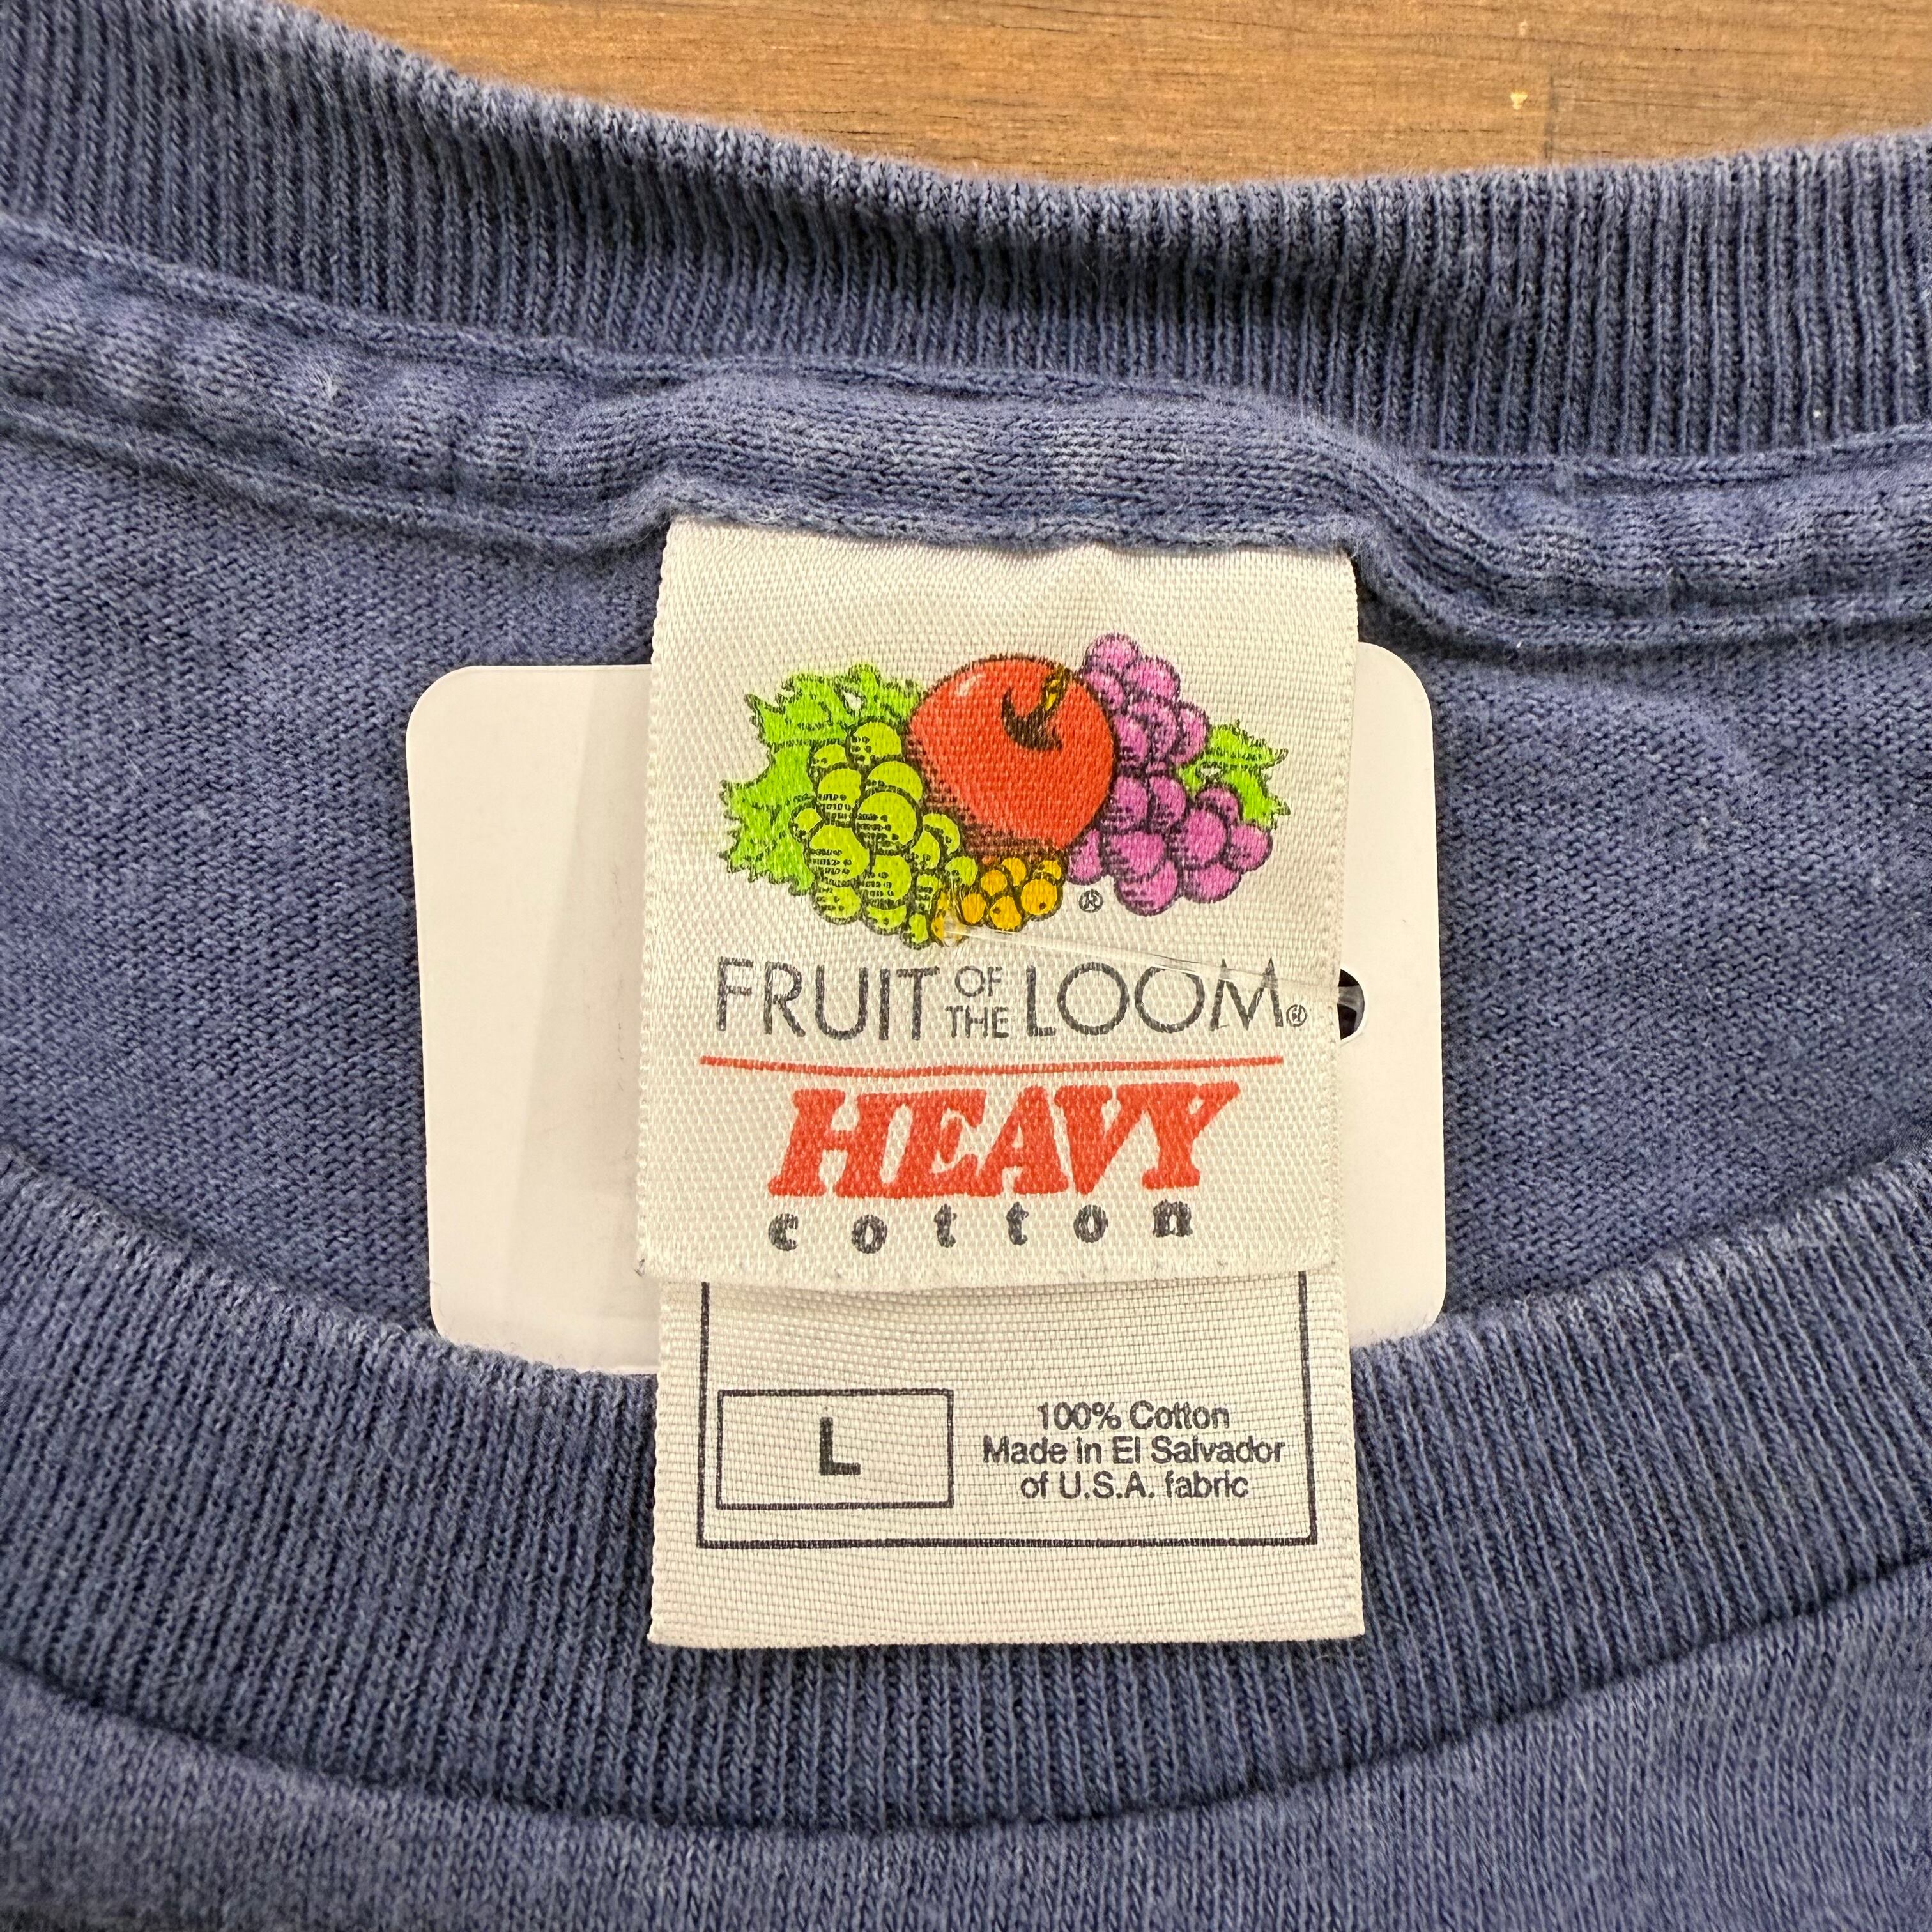 ®
FRUIT OF THE LOOM®
HEAVY
cotton
L
100% Cotton
Made in El Salvador
of U.S.A. fabric